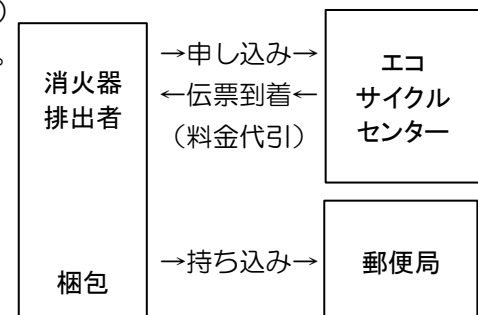 ）
。
消火器
排出者
梱包
→申し込み→
←伝票到着←
（料金代引）
→持ち込み→
エコ
サイクル
センター
郵便局